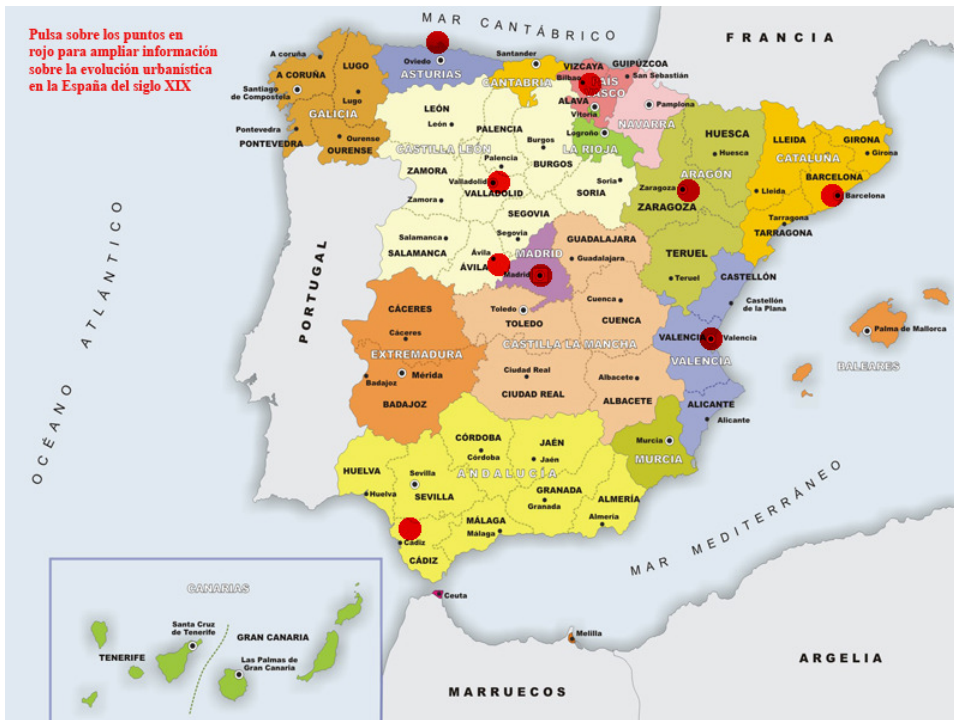 Pulsa sobre los puntos en
rojo para ampliar información
sobre la evolución urbanística
en la España del siglo XIX
MAR CANTÁBRICO
FRANCIA
OCÉANO ATLÁNTICO
PORTUGAL
MAR MEDITERRÁNEO
MARRUECOS
ARGELIA
A coruña
LUGO
A CORUÑA
Santiago
de Compostela
Lugo
GALICIA
Pontevedra
PONTEVEDRA
Ourense
OURENSE
Oviedo
ASTURIAS
Santander
CANTABRIA
VIZCAYA
Bilbao
GUIPÚZCOA
San Sebastián
PAÍS
VASCO
ALAVA
Vitoria
Pamplona
NAVARRA
Logroño
LA RIOJA
LEÓN
León
PALENCIA
Palencia
Burgos
BURGOS
CASTILLA LEÓN
ZAMORA
Zamora
Valladolid
VALLADOLID
Soria
SORIA
SEGOVIA
Segovia
Salamanca
SALAMANCA
Ávila
ÁVILA
MADRID
Madrid
HUESCA
Huesca
ARAGÓN
Zaragoza
ZARAGOZA
TERUEL
Teruel
LLEIDA
Lleida
GIRONA
Girona
CATALUÑA
BARCELONA
Barcelona
Tarragona
TARRAGONA
GUADALAJARA
Guadalajara
Cuenca
CUENCA
Toledo
TOLEDO
CASTILLA LA MANCHA
Ciudad Real
CIUDAD REAL
Albacete
ALBACETE
CASTELLÓN
Castellón
de la Plana
VALENCIA
Valencia
VALENCIA
ALICANTE
Alicante
Palma de Mallorca
BALEARES
CÁCERES
Cáceres
EXTREMADURA
Badajoz
Mérida
BADAJOZ
Murcia
MURCIA
CÓRDOBA
Córdoba
JAÉN
Jaén
HUELVA
Huelva
Sevilla
SEVILLA
ANDALUCÍA
GRANADA
Granada
ALMERÍA
Almería
MÁLAGA
Málaga
Cádiz
CÁDIZ
Ceuta
Melilla
CANARIAS
Santa Cruz
de Tenerife
TENERIFE
GRAN CANARIA
Las Palmas de
Gran Canaria